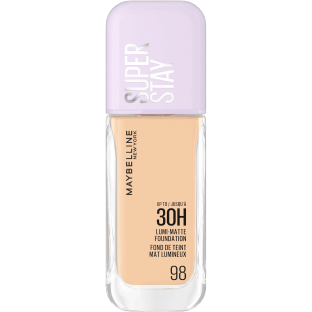 SUPER
STAY
MAYBELLINE
NEW YORK
UP TO / JUSQU'À
30H
LUMI-MATTE
FOUNDATION
FOND DE TEINT
MAT LUMINEUX
98